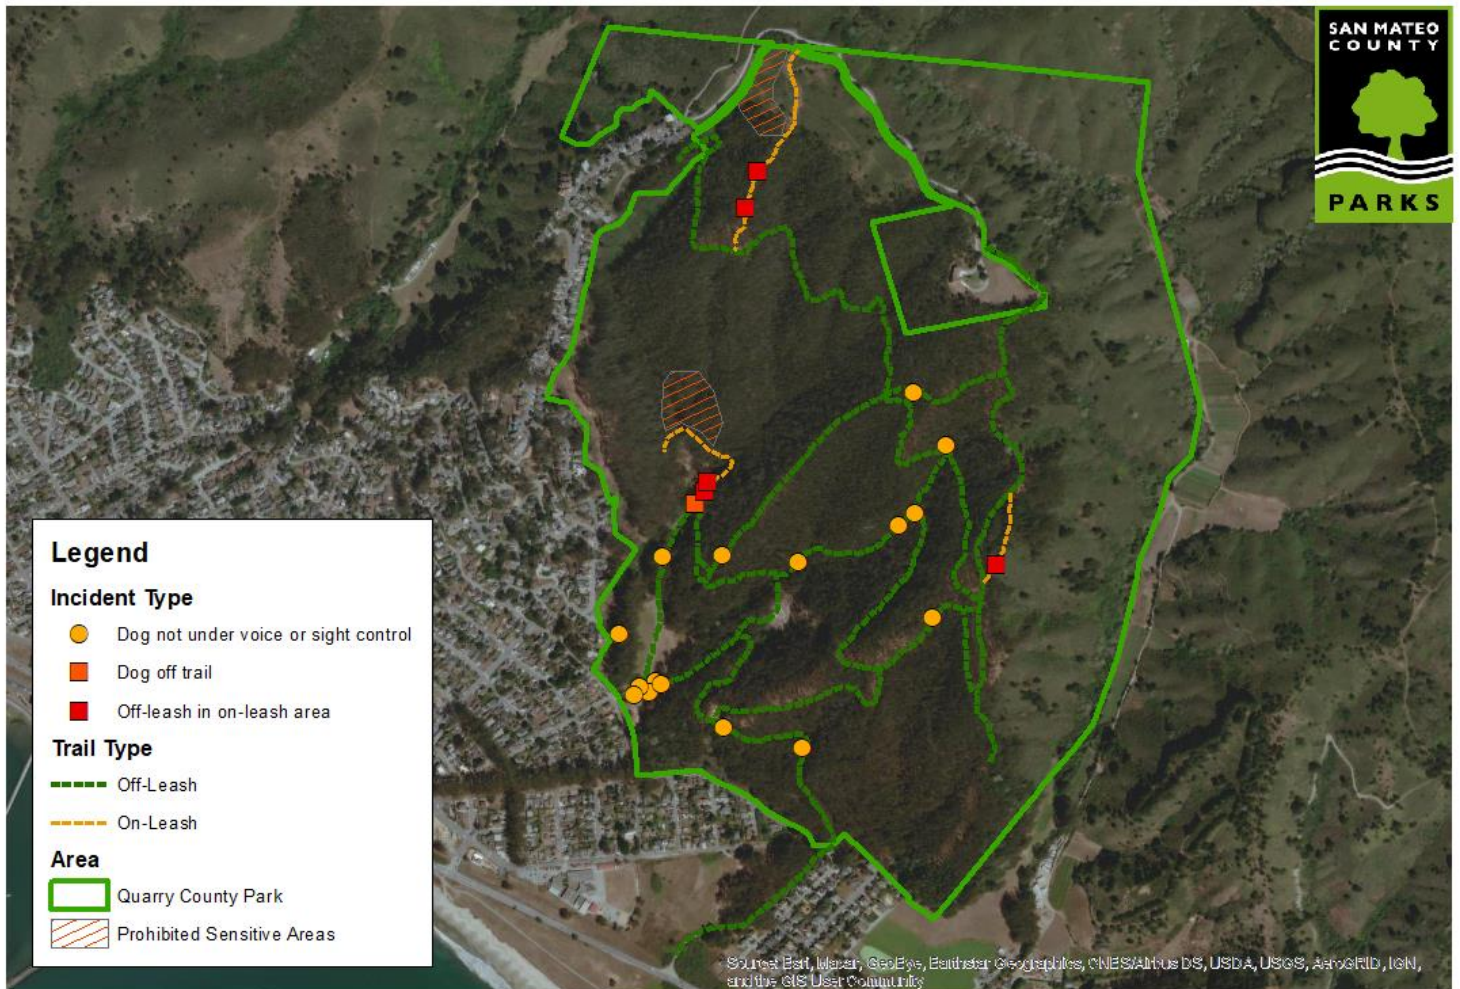 SAN MATEO
COUNTY
PARKS
Legend
Incident Type
Dog not under voice or sight control
Dog off trail
Off-leash in on-leash area
Trail Type
Off-Leash
On-Leash
Area
Quarry County Park
Prohibited Sensitive Areas
Source: Esri, Maxar, GeoEye, Earthstar Geographics, CNES/Airbus DS, USDA, USGS, AeroGRID, IGN,
and the GIS User Community